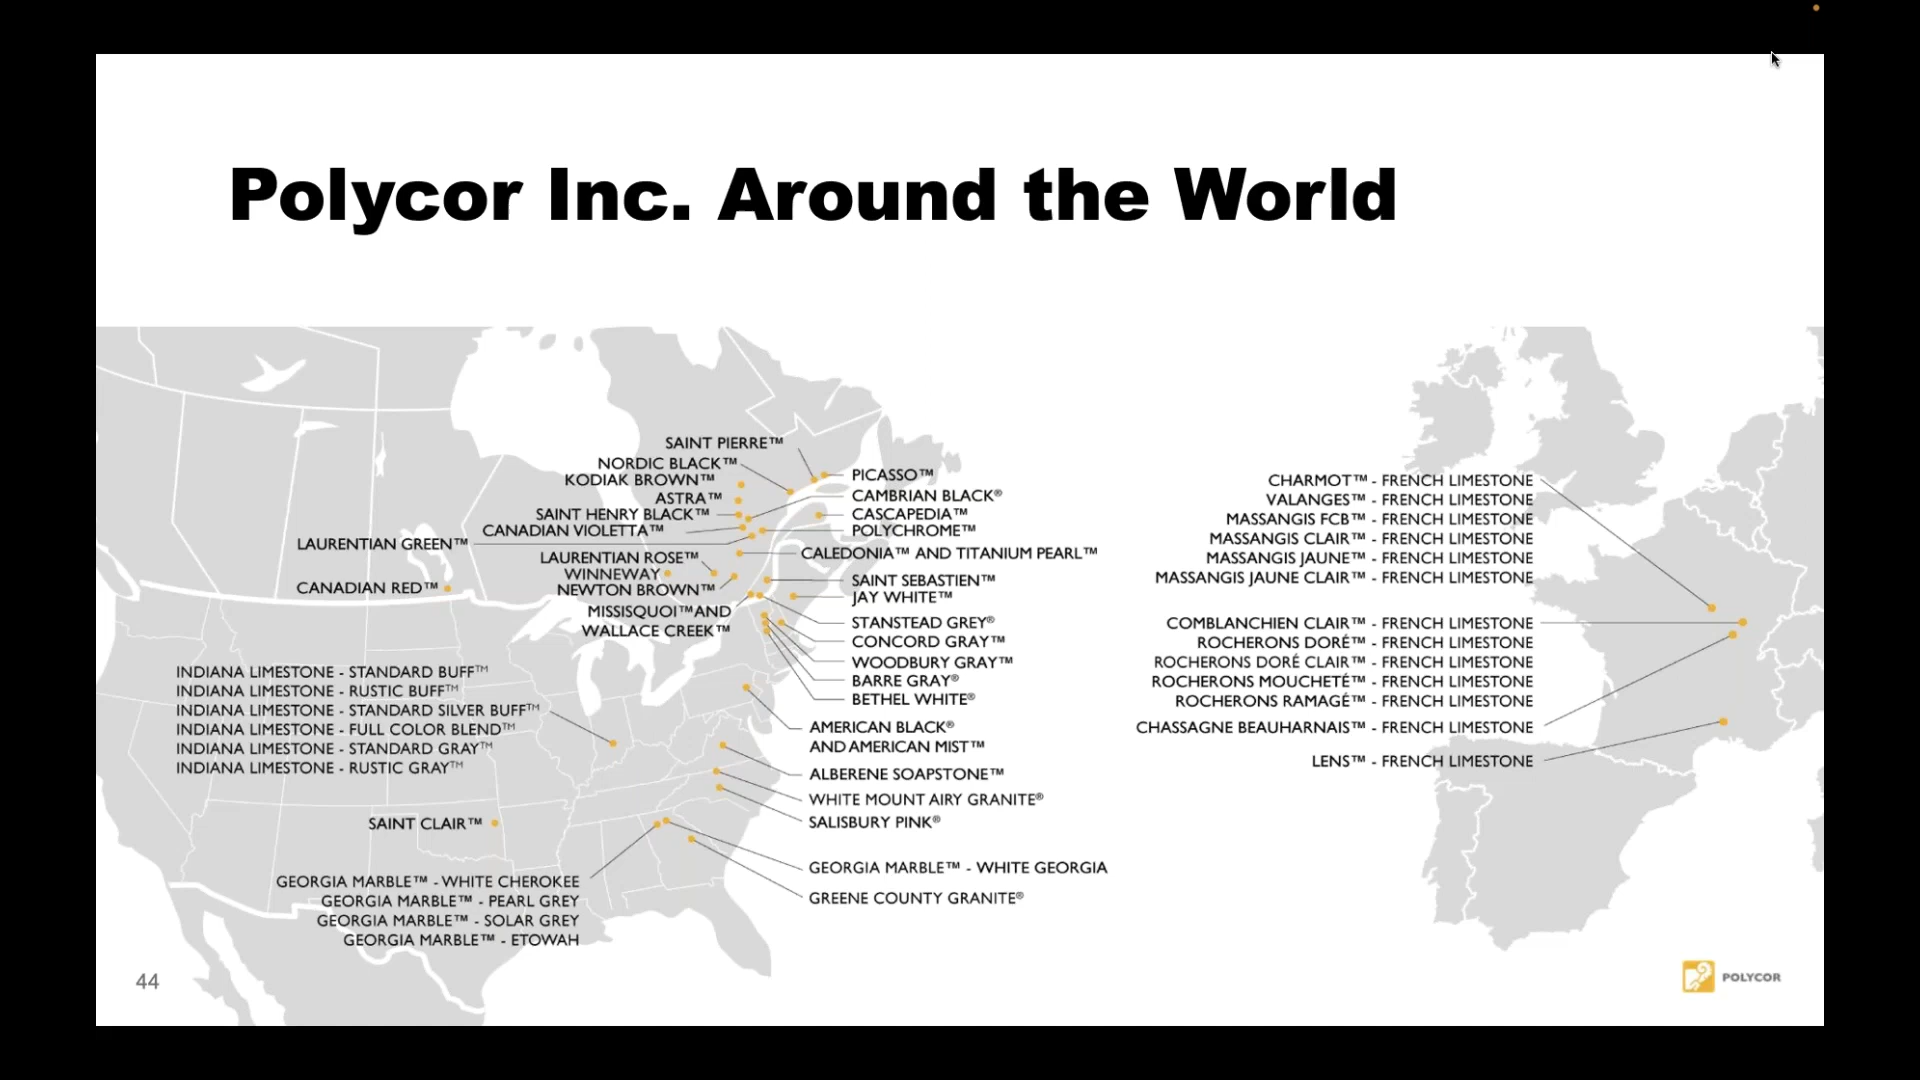 Polycor Inc. Around the World
SAINT PIERRE™
NORDIC BLACK™
KODIAK BROWN™
ASTRA™
SAINT HENRY BLACK™
CANADIAN VIOLETTA™
LAURENTIAN GREEN™
LAURENTIAN ROSE™
WINNEWAY
CANADIAN RED™
NEWTON BROWN™
MISSISQUOI™AND
WALLACE CREEK™
PICASSO™
CAMBRIAN BLACK®
CASCAPEDIA™
POLYCHROME™
CALEDONIA™ AND TITANIUM PEARL™
SAINT SEBASTIEN™
JAY WHITE™
STANSTEAD GREY®
CONCORD GRAY™
WOODBURY GRAY™
BARRE GRAY®
BETHEL WHITE®
AMERICAN BLACK®
AND AMERICAN MIST™
ALBERENE SOAPSTONE™
WHITE MOUNT AIRY GRANITE®
SALISBURY PINK®
GEORGIA MARBLE™ - WHITE GEORGIA
GREENE COUNTY GRANITE®
INDIANA LIMESTONE - STANDARD BUFF™
INDIANA LIMESTONE - RUSTIC BUFF™
INDIANA LIMESTONE - STANDARD SILVER BUFF™
INDIANA LIMESTONE - FULL COLOR BLEND™
INDIANA LIMESTONE - STANDARD GRAY™
INDIANA LIMESTONE - RUSTIC GRAY™
SAINT CLAIR™
GEORGIA MARBLE™ - WHITE CHEROKEE
GEORGIA MARBLE™ - PEARL GREY
GEORGIA MARBLE™ - SOLAR GREY
GEORGIA MARBLE™ - ETOWAH
CHARMOT™ - FRENCH LIMESTONE
VALANGES™ - FRENCH LIMESTONE
MASSANGIS FCB™ - FRENCH LIMESTONE
MASSANGIS CLAIR™ - FRENCH LIMESTONE
MASSANGIS JAUNE™ - FRENCH LIMESTONE
MASSANGIS JAUNE CLAIR™ - FRENCH LIMESTONE
COMBLANCHIEN CLAIR™ - FRENCH LIMESTONE
ROCHERONS DORÉ™ - FRENCH LIMESTONE
ROCHERONS DORÉ CLAIR™ - FRENCH LIMESTONE
ROCHERONS MOUCHETÉ™ - FRENCH LIMESTONE
ROCHERONS RAMAGÉ™ - FRENCH LIMESTONE
CHASSAGNE BEAUHARNAIS™ - FRENCH LIMESTONE
LENS™ - FRENCH LIMESTONE
44
POLYCOR